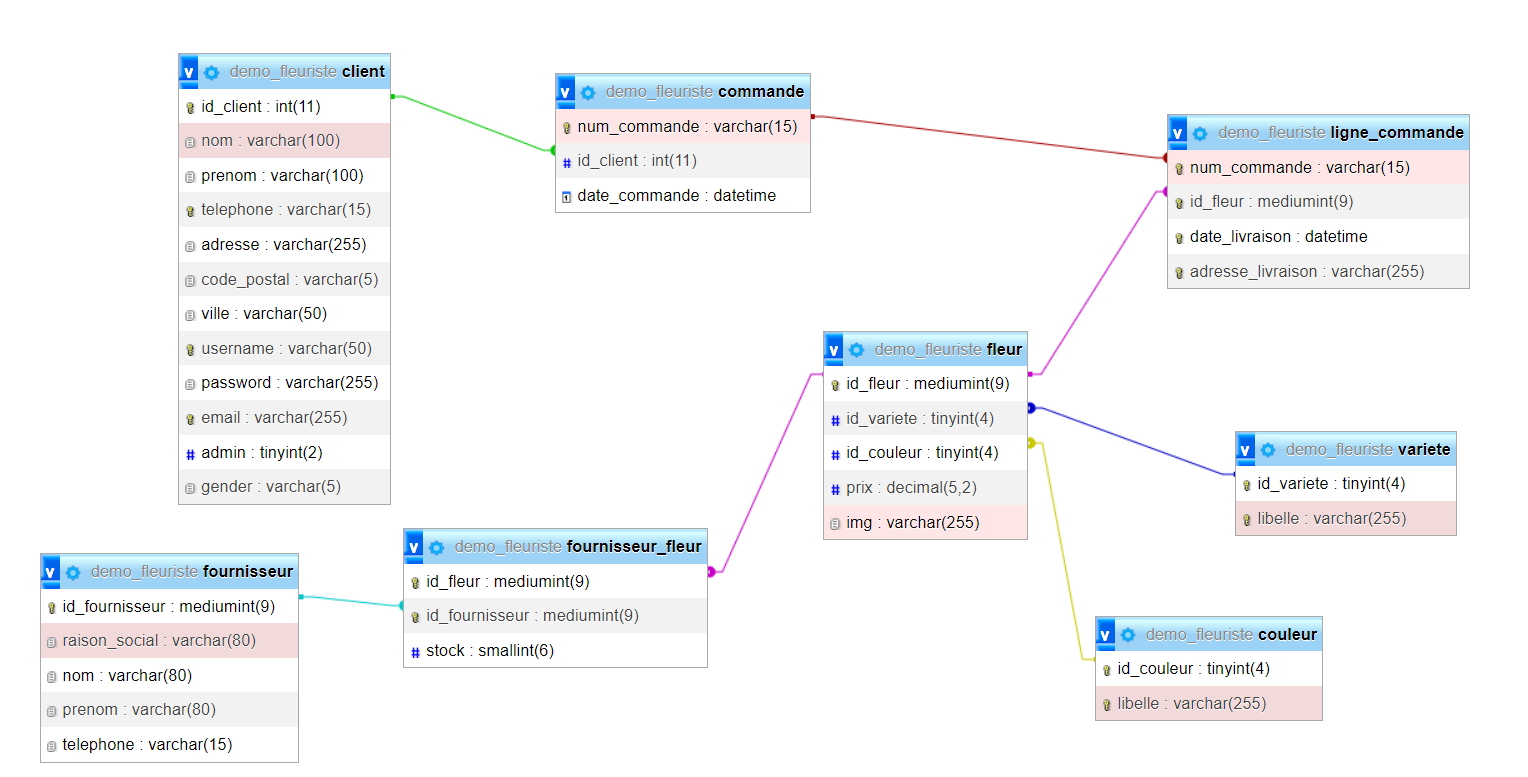 v demo_fleuriste client
id_client : int(11)
nom : varchar(100)
prenom : varchar(100)
telephone : varchar(15)
adresse : varchar(255)
code_postal : varchar(5)
ville : varchar(50)
username : varchar(50)
password : varchar(255)
email : varchar(255)
# admin : tinyint(2)
gender : varchar(5)
v demo_fleuriste commande
num_commande : varchar(15)
# id_client : int(11)
date_commande : datetime
v demo_fleuriste ligne_commande
num_commande : varchar(15)
id_fleur : mediumint(9)
date_livraison : datetime
adresse_livraison : varchar(255)
v demo_fleuriste fleur
id_fleur : mediumint(9)
# id_variete : tinyint(4)
# id_couleur : tinyint(4)
# prix : decimal(5,2)
img : varchar(255)
v demo_fleuriste variete
id_variete : tinyint(4)
libelle : varchar(255)
v demo_fleuriste fournisseur_fleur
id_fleur : mediumint(9)
id_fournisseur : mediumint(9)
# stock : smallint(6)
v demo_fleuriste fournisseur
id_fournisseur : mediumint(9)
raison_social : varchar(80)
nom : varchar(80)
prenom : varchar(80)
telephone : varchar(15)
v demo_fleuriste couleur
id_couleur : tinyint(4)
libelle : varchar(255)